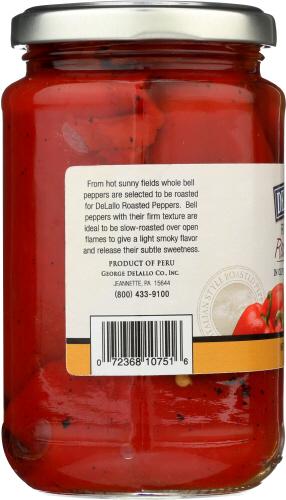 From hot sunny fields whole bell
peppers are selected to be roasted
for DeLallo Roasted Peppers. Bell
peppers with their firm texture are
ideal to be slow-roasted over open
flames to give a light smoky flavor
and release their subtle sweetness.
PRODUCT OF PERU
GEORGE DELALLO CO., INC.
JEANNETTE, PA 15644
(800) 433-9100
0 72368 10751 6
ITALIAN STYLE ROASTED